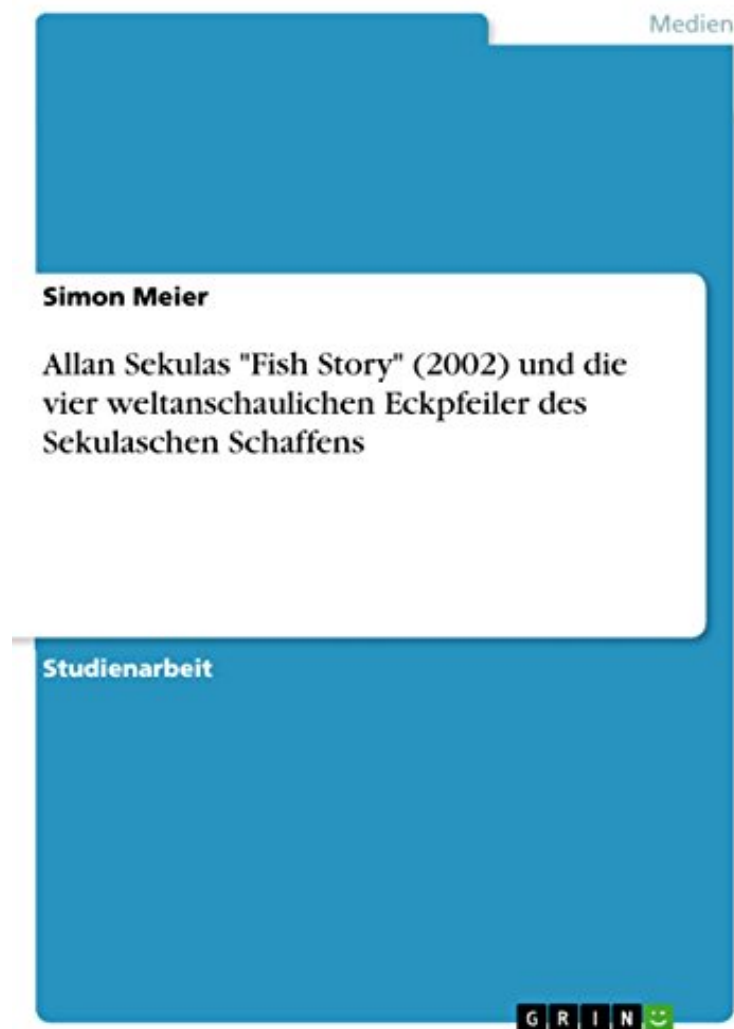 Medien
Simon Meier
Allan Sekulas "Fish Story" (2002) und die
vier weltanschaulichen Eckpfeiler des
Sekulaschen Schaffens
Studienarbeit
GRIN